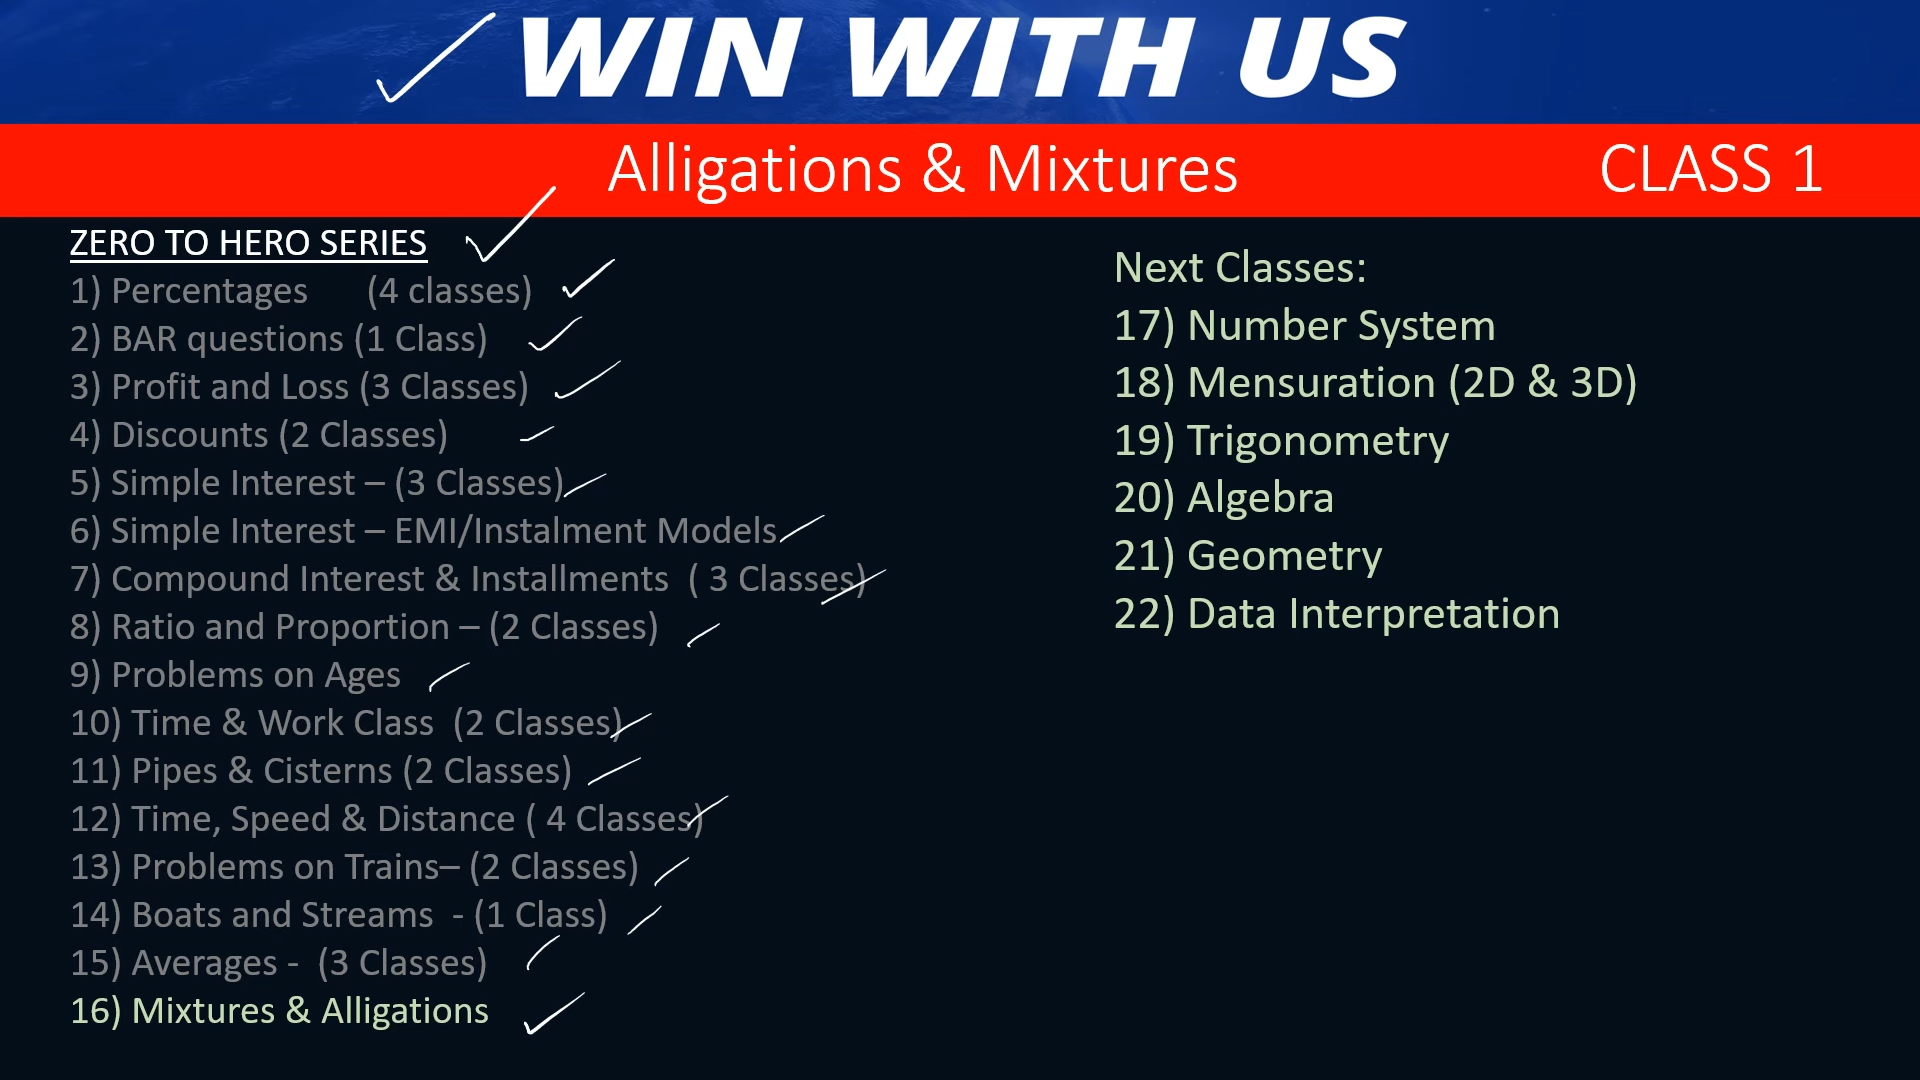 WIN WITH US
Alligations & Mixtures
CLASS 1
ZERO TO HERO SERIES
1) Percentages (4 classes)
2) BAR questions (1 Class)
3) Profit and Loss (3 Classes)
4) Discounts (2 Classes)
5) Simple Interest – (3 Classes)
6) Simple Interest – EMI/Instalment Models
7) Compound Interest & Installments ( 3 Classes)
8) Ratio and Proportion – (2 Classes)
9) Problems on Ages
10) Time & Work Class (2 Classes)
11) Pipes & Cisterns (2 Classes)
12) Time, Speed & Distance ( 4 Classes)
13) Problems on Trains– (2 Classes)
14) Boats and Streams - (1 Class)
15) Averages - (3 Classes)
16) Mixtures & Alligations
Next Classes:
17) Number System
18) Mensuration (2D & 3D)
19) Trigonometry
20) Algebra
21) Geometry
22) Data Interpretation